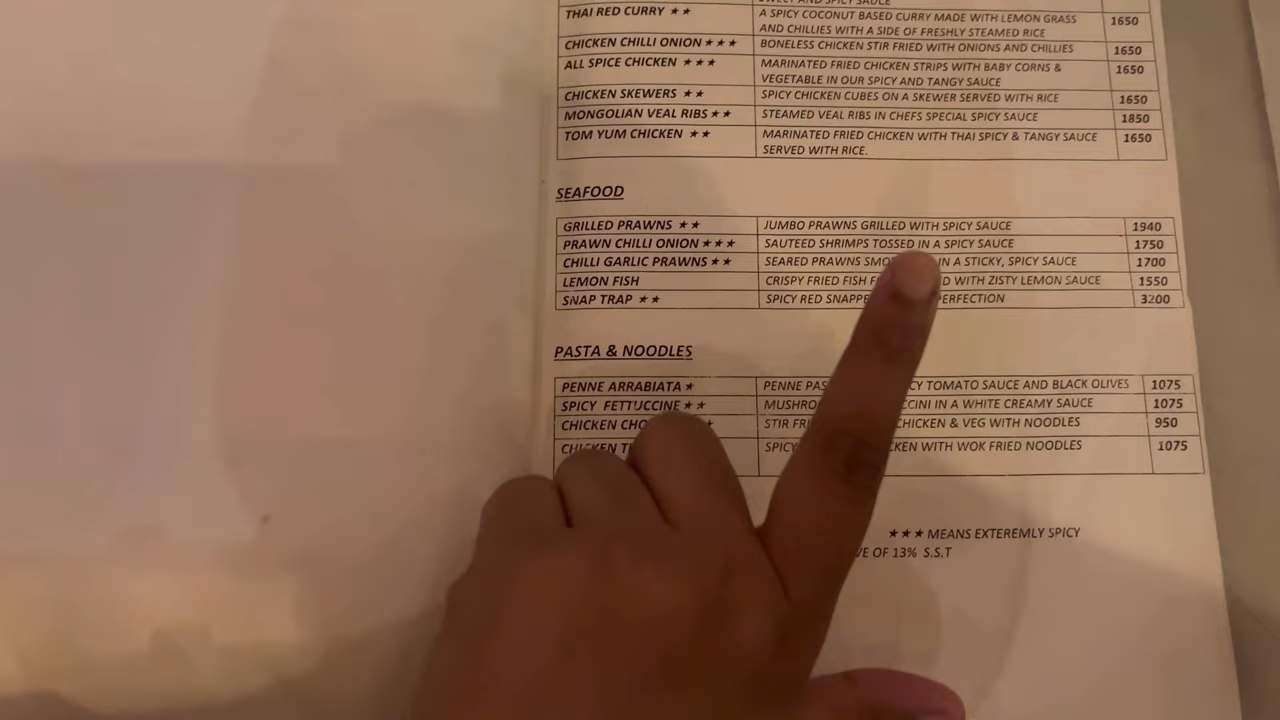 SWEET AND SPICY SAUCE
THAI RED CURRY ★★ A SPICY COCONUT BASED CURRY MADE WITH LEMON GRASS 1650
AND CHILLIES WITH A SIDE OF FRESHLY STEAMED RICE
CHICKEN CHILLI ONION ★★★ BONELESS CHICKEN STIR FRIED WITH ONIONS AND CHILLIES 1650
ALL SPICE CHICKEN ★★★ MARINATED FRIED CHICKEN STRIPS WITH BABY CORNS & 1650
VEGETABLE IN OUR SPICY AND TANGY SAUCE
CHICKEN SKEWERS ★★ SPICY CHICKEN CUBES ON A SKEWER SERVED WITH RICE 1650
MONGOLIAN VEAL RIBS ★★ STEAMED VEAL RIBS IN CHEFS SPECIAL SPICY SAUCE 1850
TOM YUM CHICKEN ★★ MARINATED FRIED CHICKEN WITH THAI SPICY & TANGY SAUCE 1650
SERVED WITH RICE.
SEAFOOD
GRILLED PRAWNS ★★ JUMBO PRAWNS GRILLED WITH SPICY SAUCE 1940
PRAWN CHILLI ONION ★★★ SAUTEED SHRIMPS TOSSED IN A SPICY SAUCE 1750
CHILLI GARLIC PRAWNS ★★ SEARED PRAWNS IN A STICKY, SPICY SAUCE 1700
LEMON FISH CRISPY FRIED FISH WITH ZISTY LEMON SAUCE 1550
SNAP TRAP ★★ SPICY RED PERFECTION 3200
PASTA & NOODLES
PENNE ARRABIATA ★ PENNE TOMATO SAUCE AND BLACK OLIVES 1075
SPICY FETTUCCINE ★★ IN A WHITE CREAMY SAUCE 1075
CHICKEN STIR CHICKEN & VEG WITH NOODLES 950
CHICKEN SPICY WITH WOK FRIED NOODLES 1075
★★★ MEANS EXTEREMLY SPICY
OF 13% S.S.T